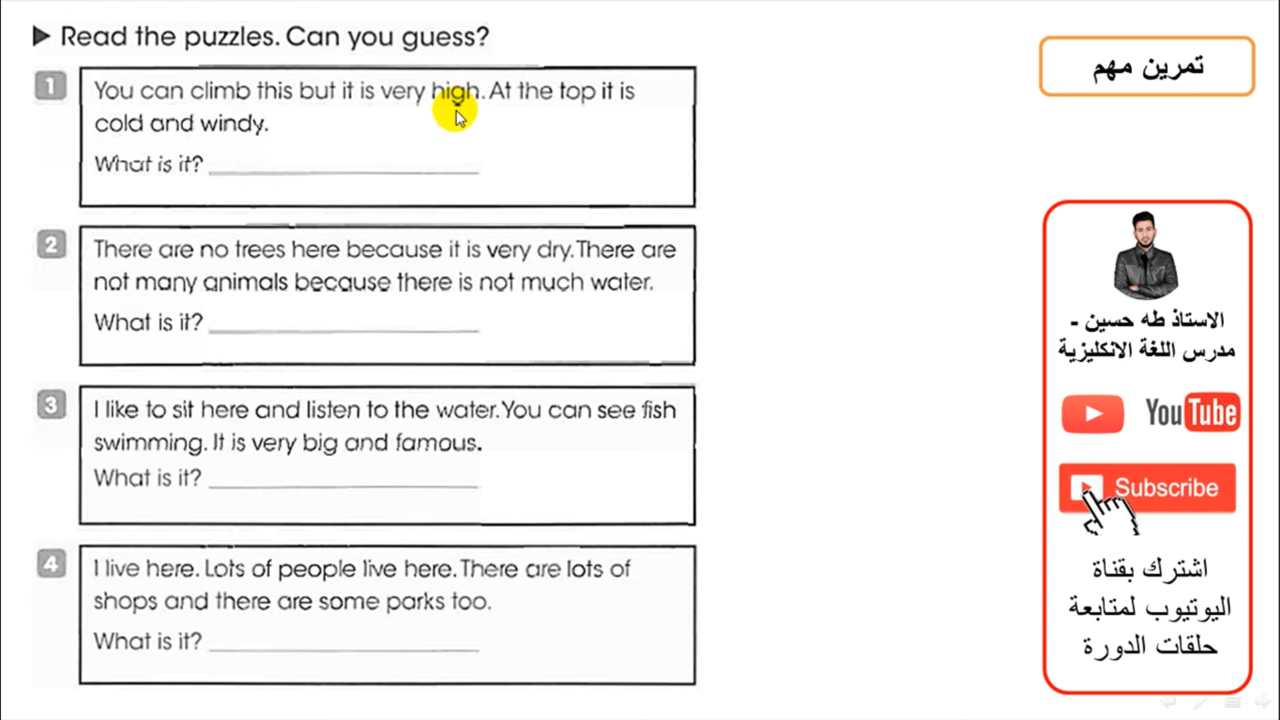 Read the puzzles. Can you guess?
1
You can climb this but it is very high. At the top it is
cold and windy.
What is it?
2
There are no trees here because it is very dry. There are
not many animals because there is not much water.
What is it?
3
I like to sit here and listen to the water. You can see fish
swimming. It is very big and famous.
What is it?
4
I live here. Lots of people live here. There are lots of
shops and there are some parks too.
What is it?
تمرين مهم
الاستاذ طه حسين -
مدرس اللغة الانكليزية
YouTube
Subscribe
اشترك بقناة
اليوتيوب لمتابعة
حلقات الدورة